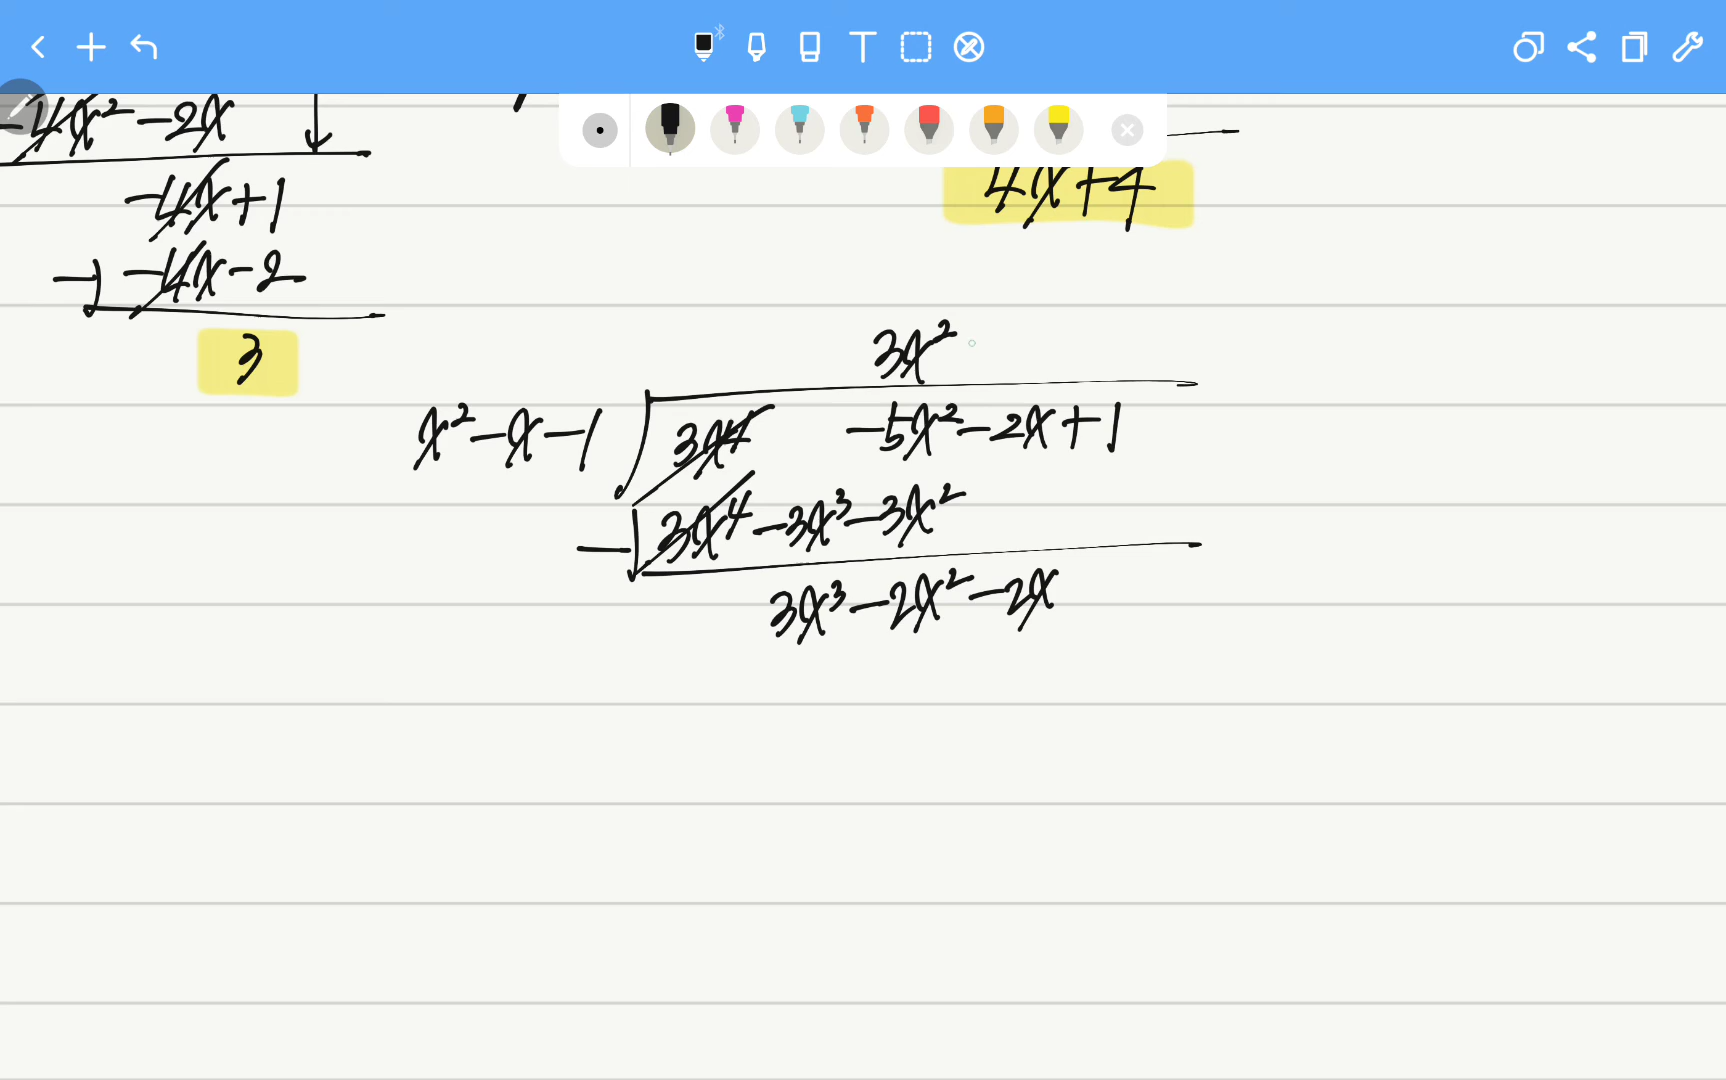 -4x²-2x
-4x+1
-) -4x-2
3
4x+4
3x²
x²-x-1 3x⁴ -5x²-2x+1
-) 3x⁴-3x³-3x²
3x³-2x²-2x